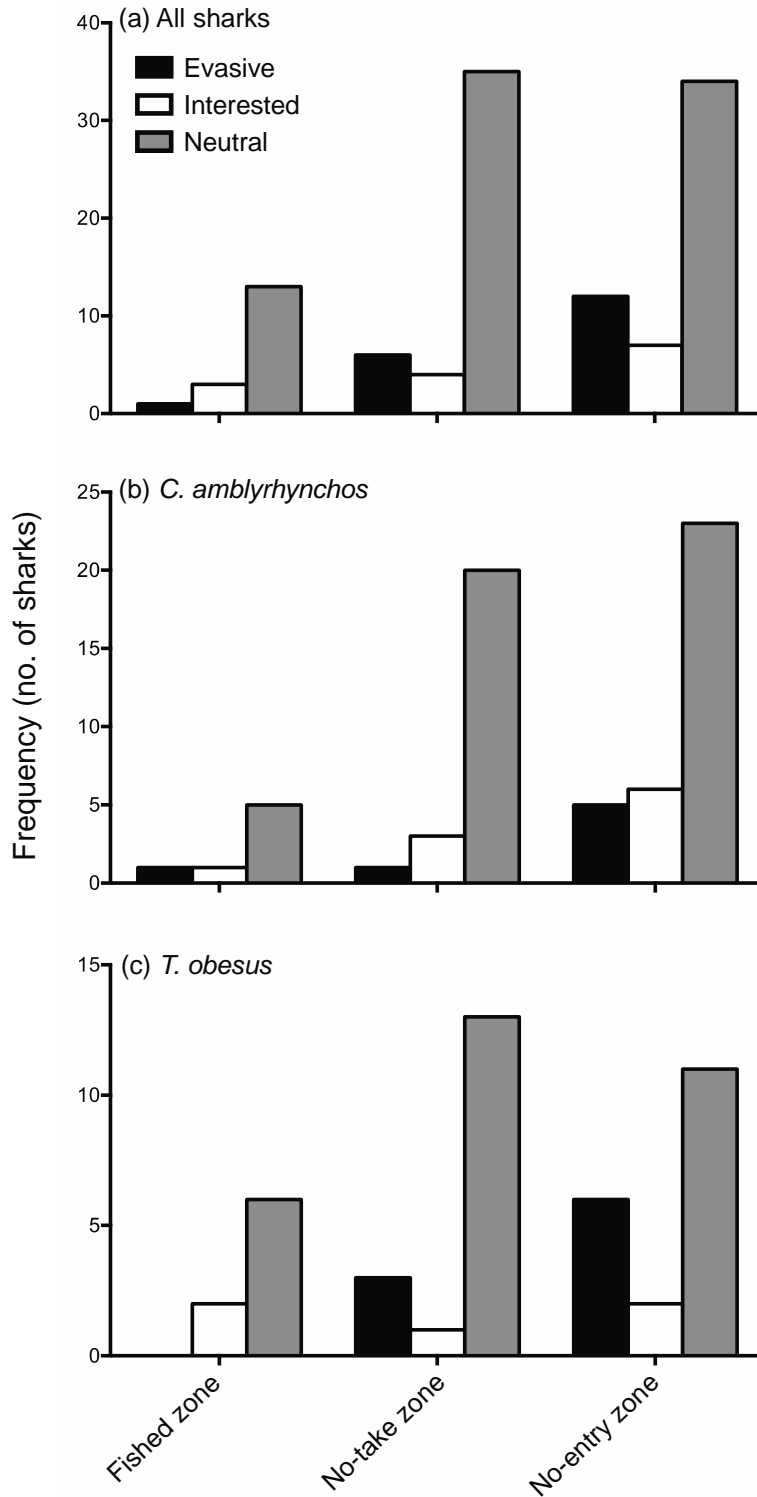 (a) All sharks
Evasive
Interested
Neutral
40
30
20
10
0
(b) C. amblyrhynchos
25
20
15
10
5
0
Frequency (no. of sharks)
(c) T. obesus
15
10
5
0
Fished zone
No-take zone
No-entry zone